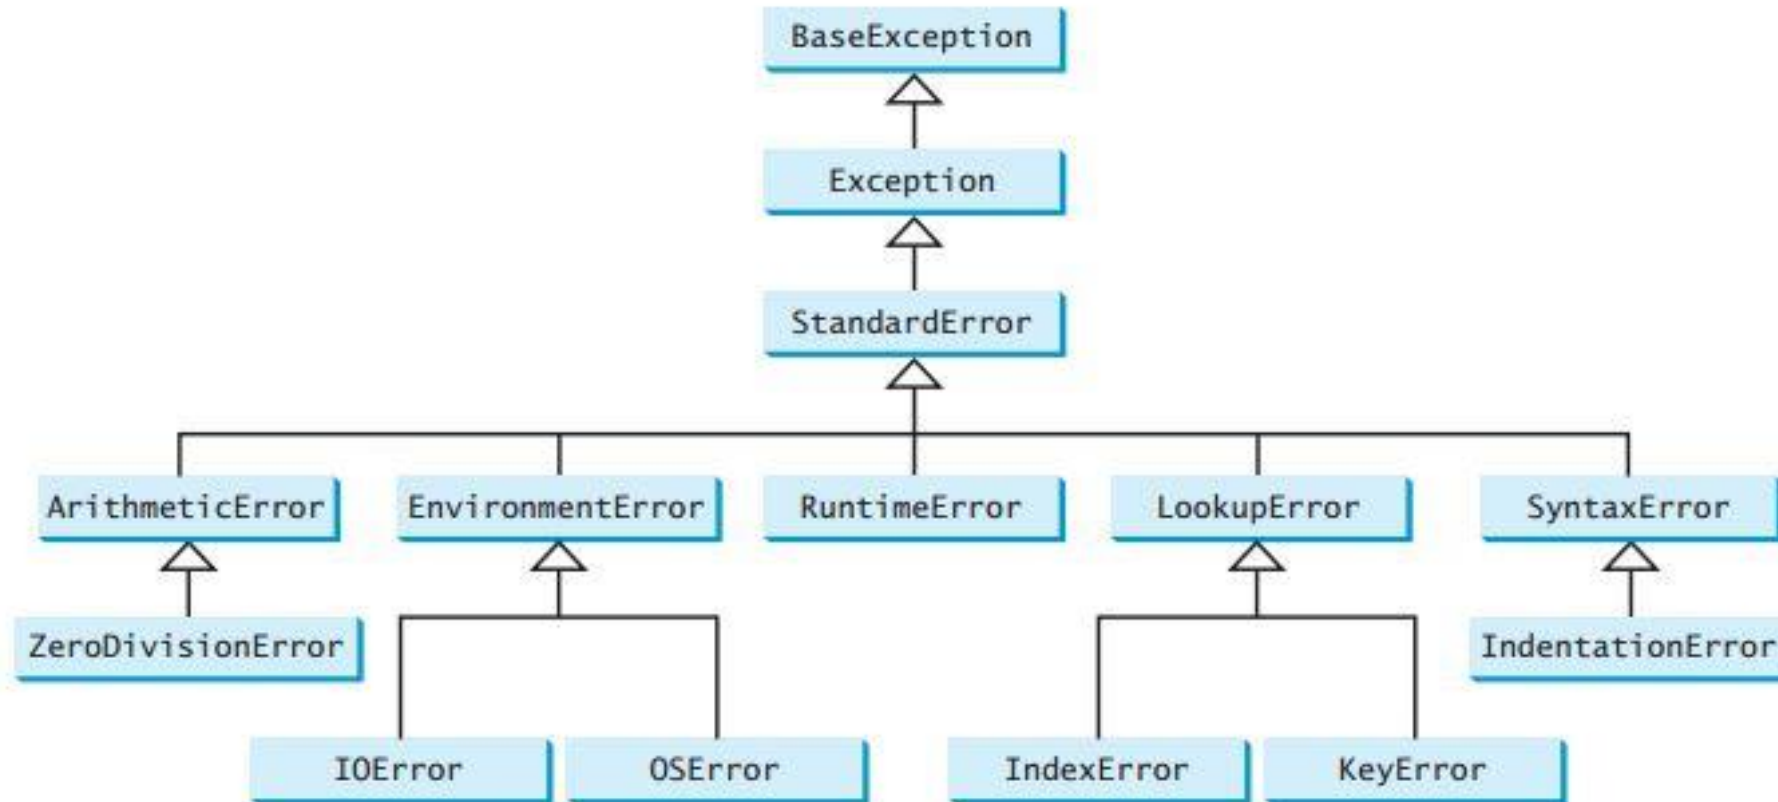 BaseException
Exception
StandardError
ArithmeticError
EnvironmentError
RuntimeError
LookupError
SyntaxError
ZeroDivisionError
IndentationError
IOError
OSError
IndexError
KeyError